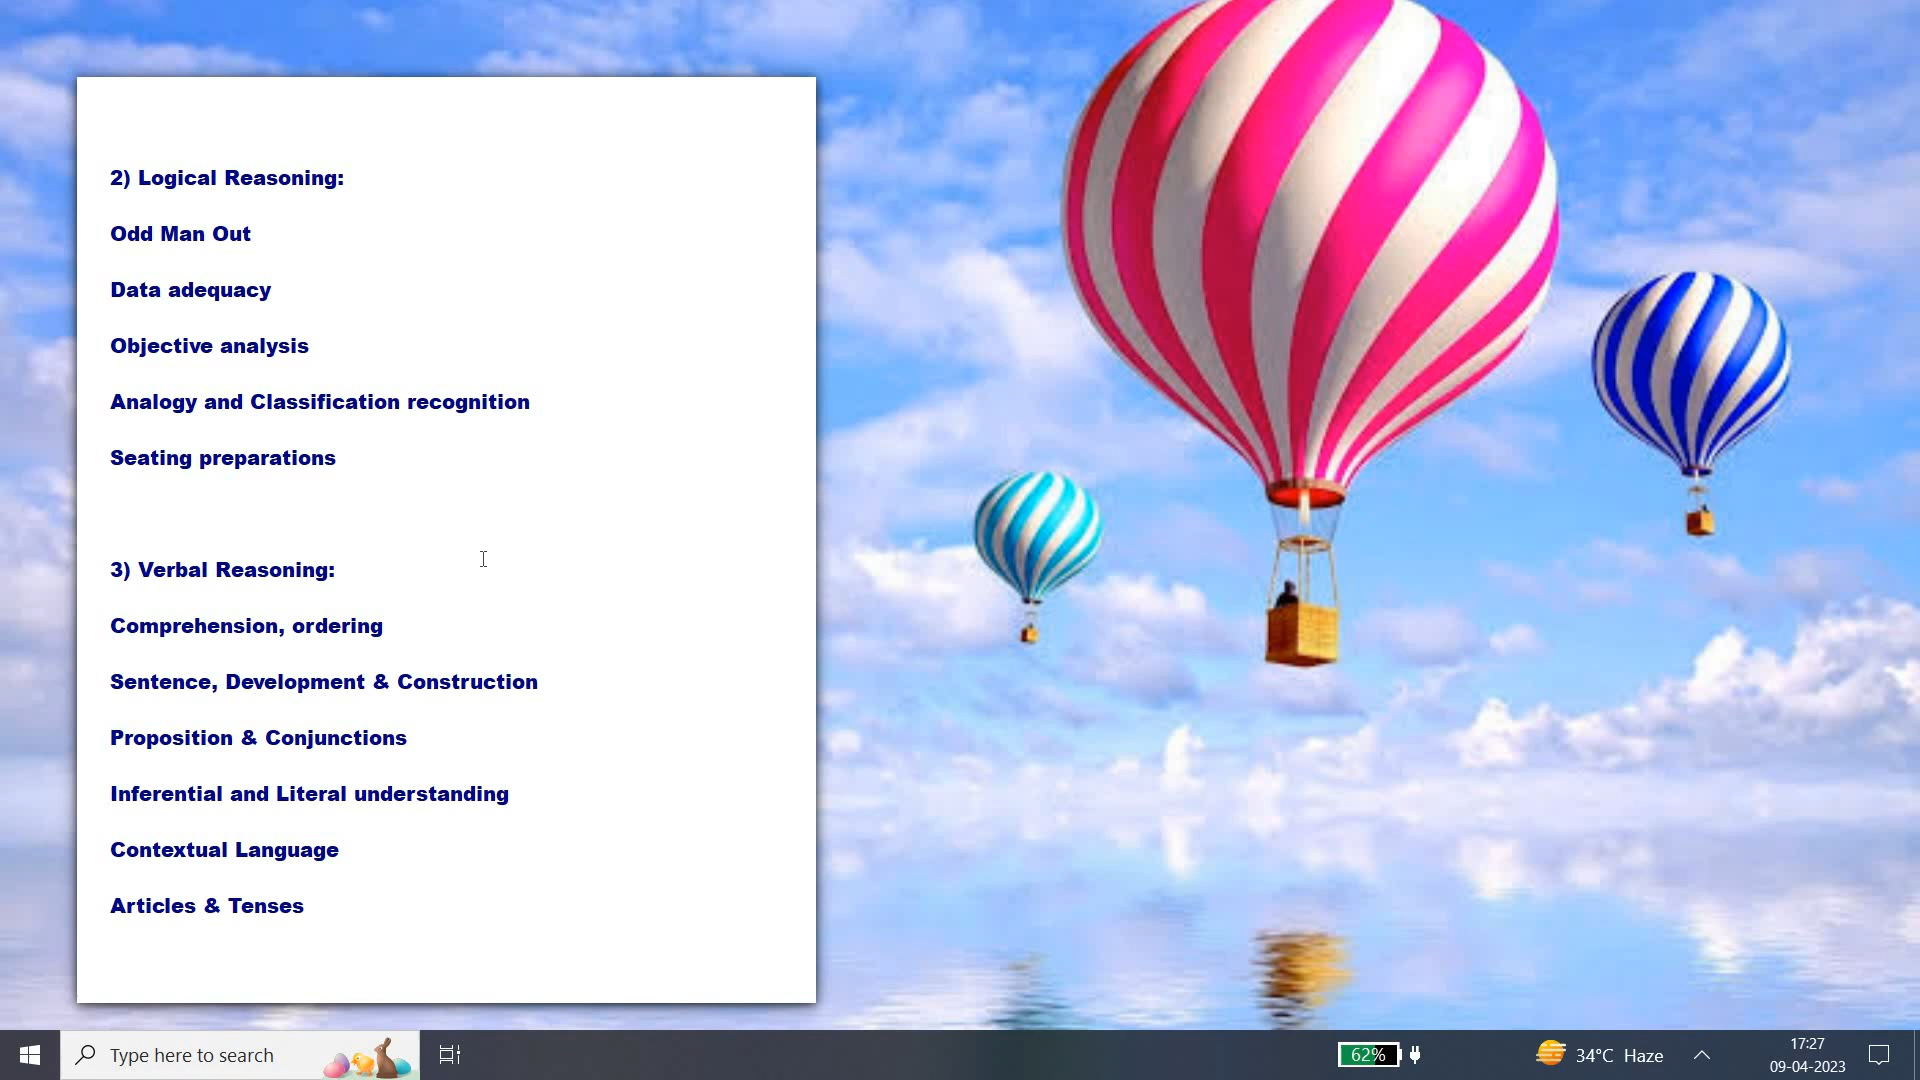 2) Logical Reasoning:
Odd Man Out
Data adequacy
Objective analysis
Analogy and Classification recognition
Seating preparations
3) Verbal Reasoning:
Comprehension, ordering
Sentence, Development & Construction
Proposition & Conjunctions
Inferential and Literal understanding
Contextual Language
Articles & Tenses
Type here to search
62%
34°C Haze
17:27
09-04-2023